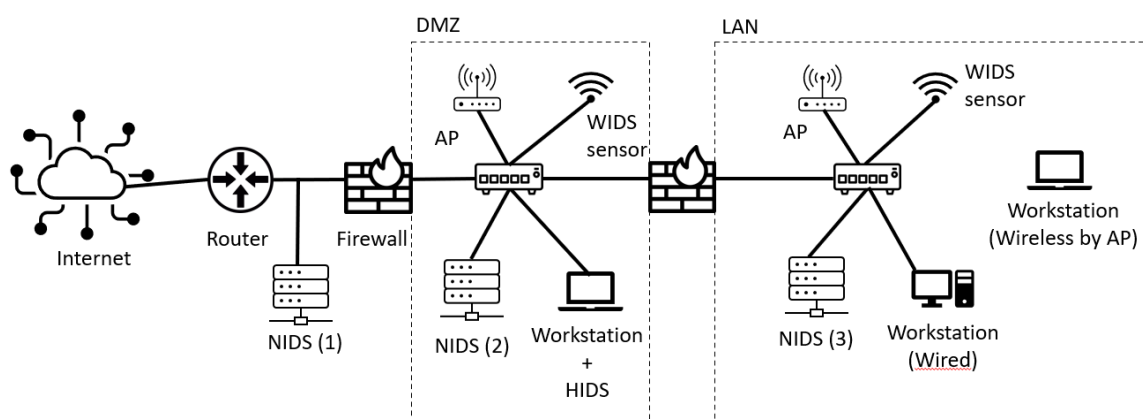 DMZ
LAN
AP
WIDS
sensor
AP
WIDS
sensor
Internet
Router
Firewall
Workstation
(Wireless by AP)
NIDS (1)
NIDS (2)
Workstation
+
HIDS
NIDS (3)
Workstation
(Wired)